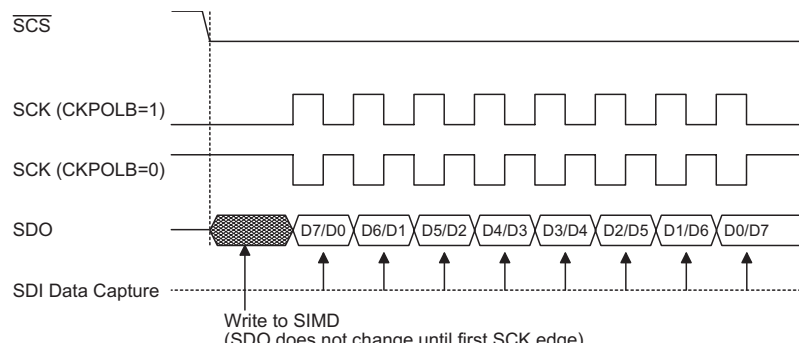 SCS
SCK (CKPOLB=1)
SCK (CKPOLB=0)
SDO
D7/D0 D6/D1 D5/D2 D4/D3 D3/D4 D2/D5 D1/D6 D0/D7
SDI Data Capture
Write to SIMD
(SDO does not change until first SCK edge)